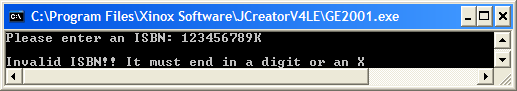 C:\Program Files\Xinox Software\JCreatorV4LE\GE2001.exe
Please enter an ISBN: 123456789K
Invalid ISBN!! It must end in a digit or an X